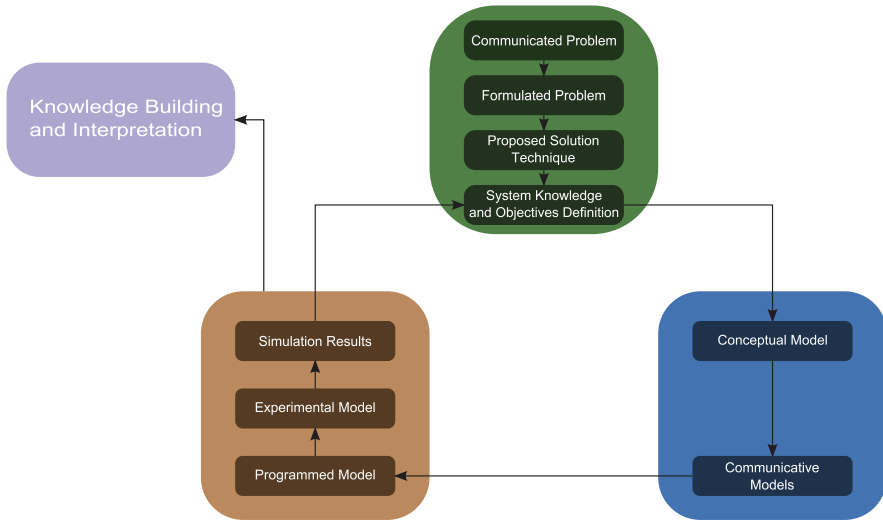 Communicated Problem
Formulated Problem
Proposed Solution
Technique
System Knowledge
and Objectives Definition
Knowledge Building
and Interpretation
Simulation Results
Experimental Model
Programmed Model
Conceptual Model
Communicative
Models